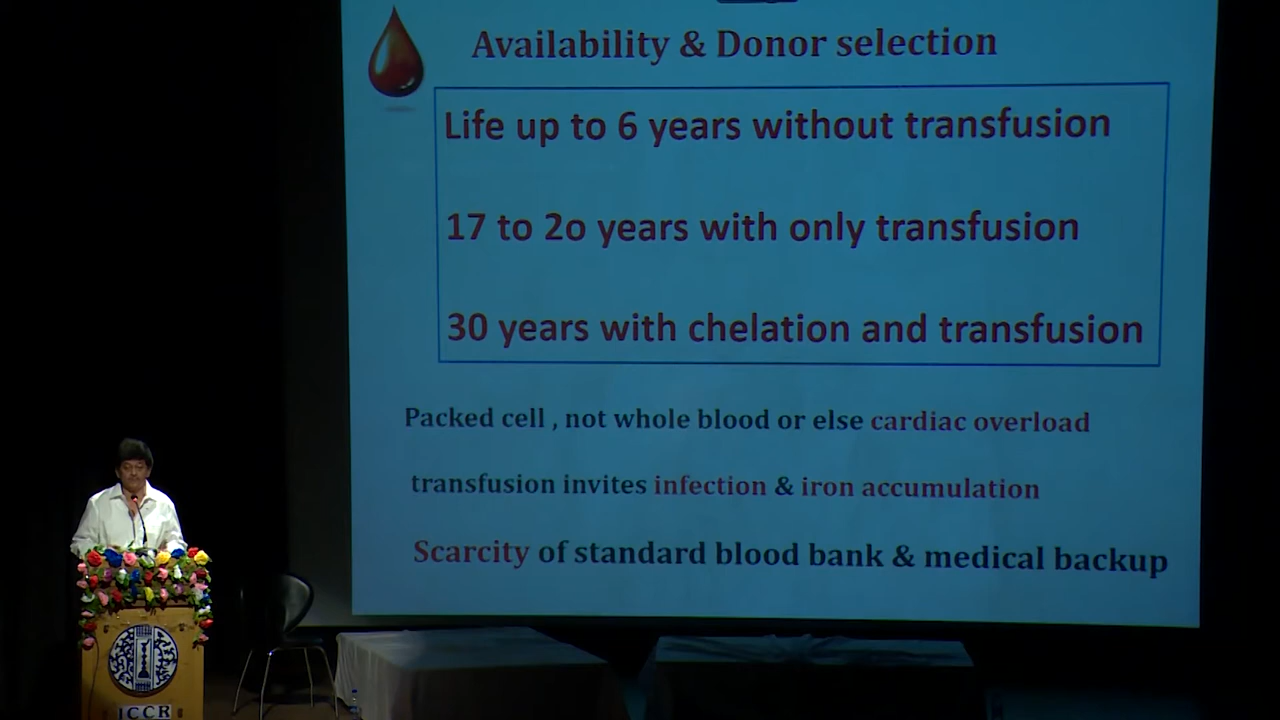 Availability & Donor selection
Life up to 6 years without transfusion
17 to 2o years with only transfusion
30 years with chelation and transfusion
Packed cell , not whole blood or else cardiac overload
transfusion invites infection & iron accumulation
Scarcity of standard blood bank & medical backup
ICCR